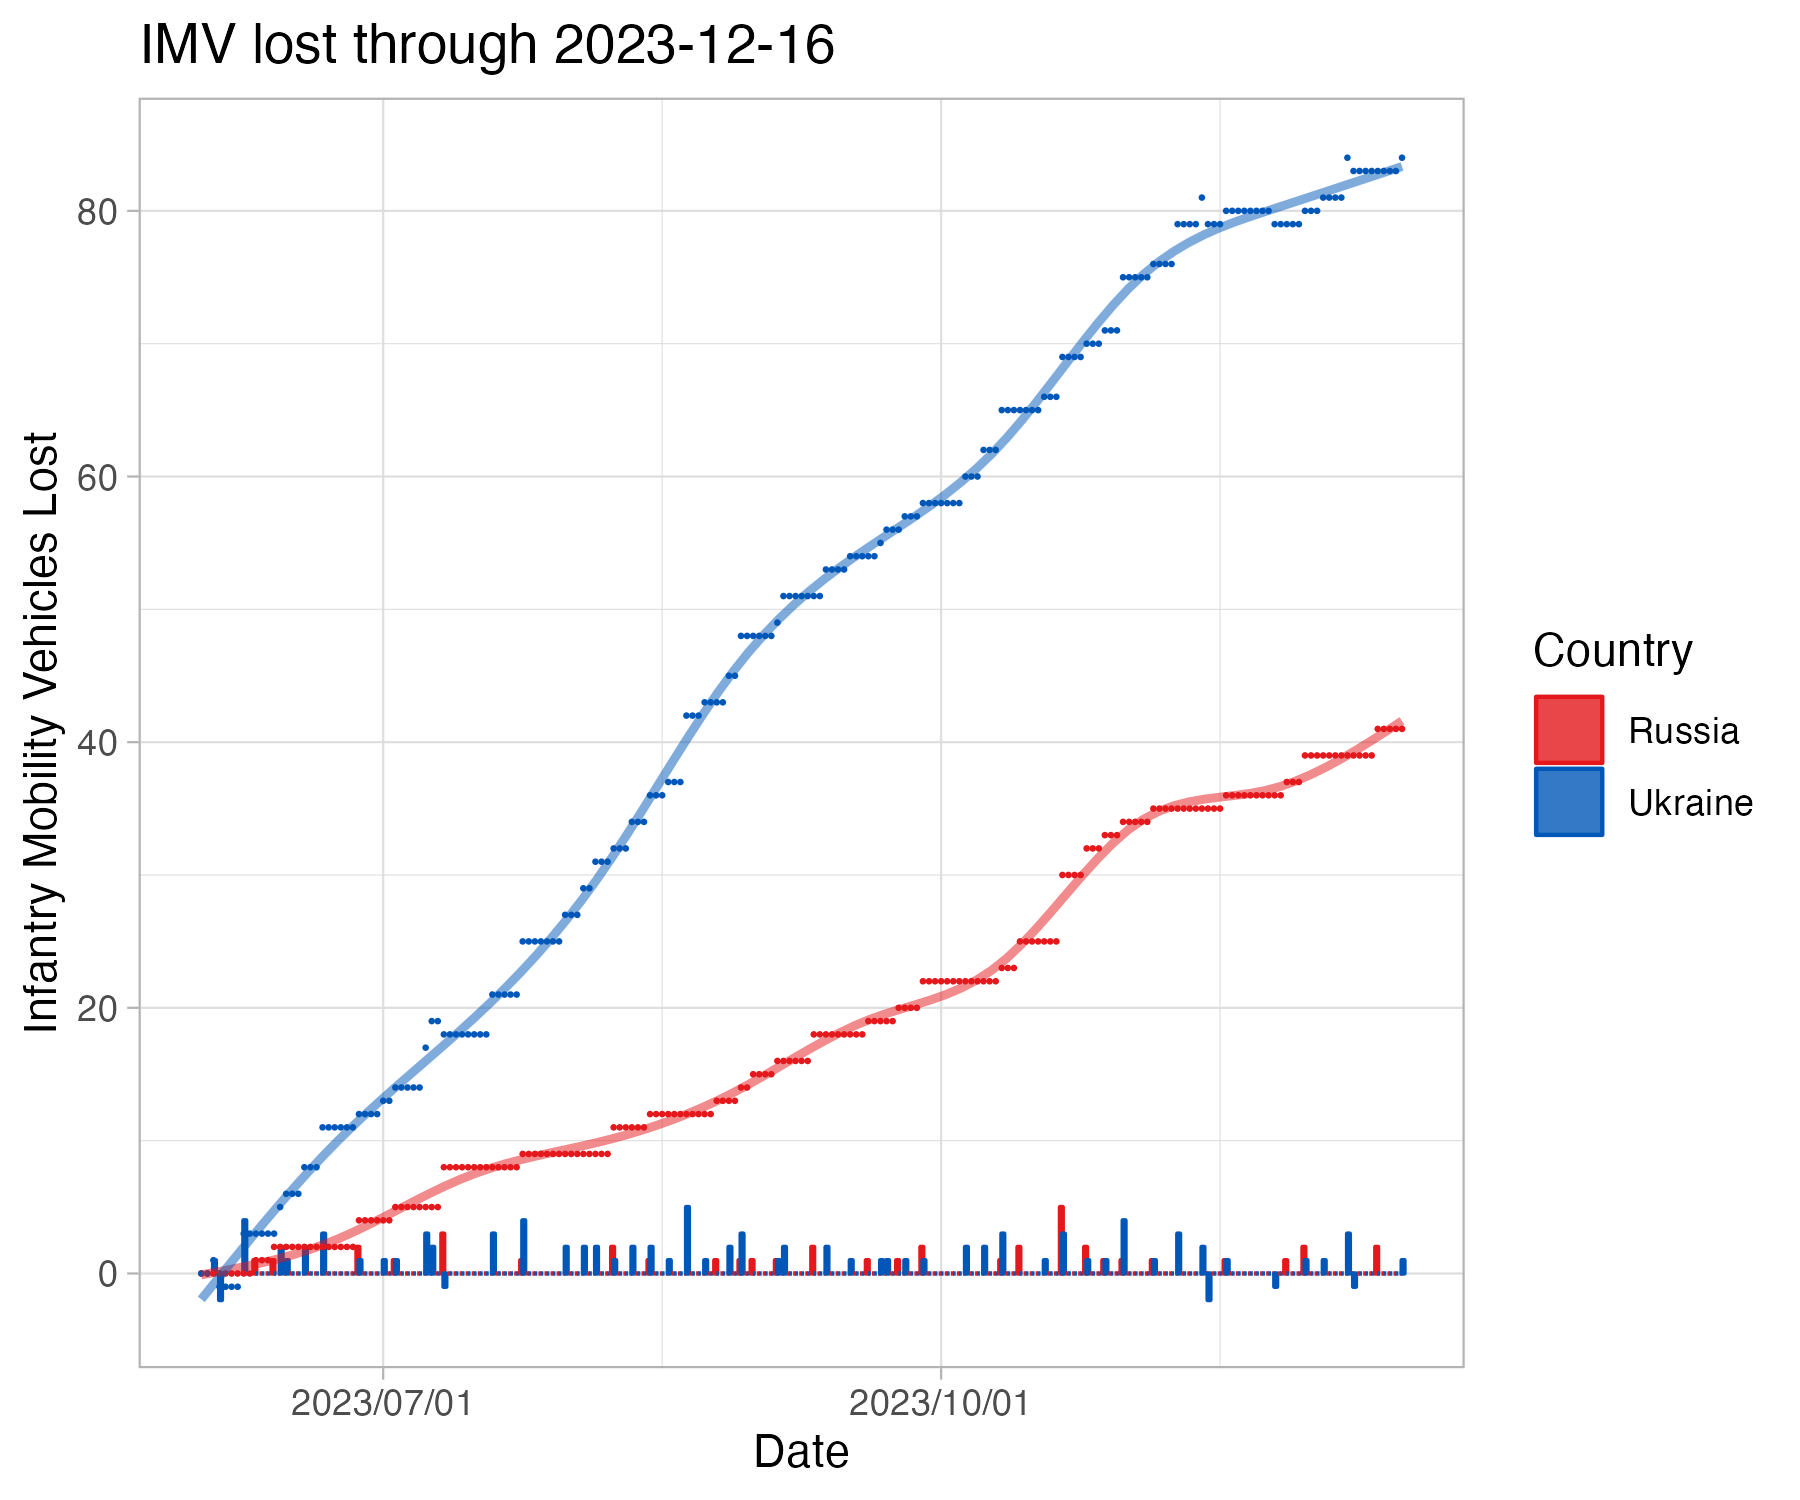 IMV lost through 2023-12-16
Infantry Mobility Vehicles Lost
80
60
40
20
0
2023/07/01
2023/10/01
Date
Country
Russia
Ukraine